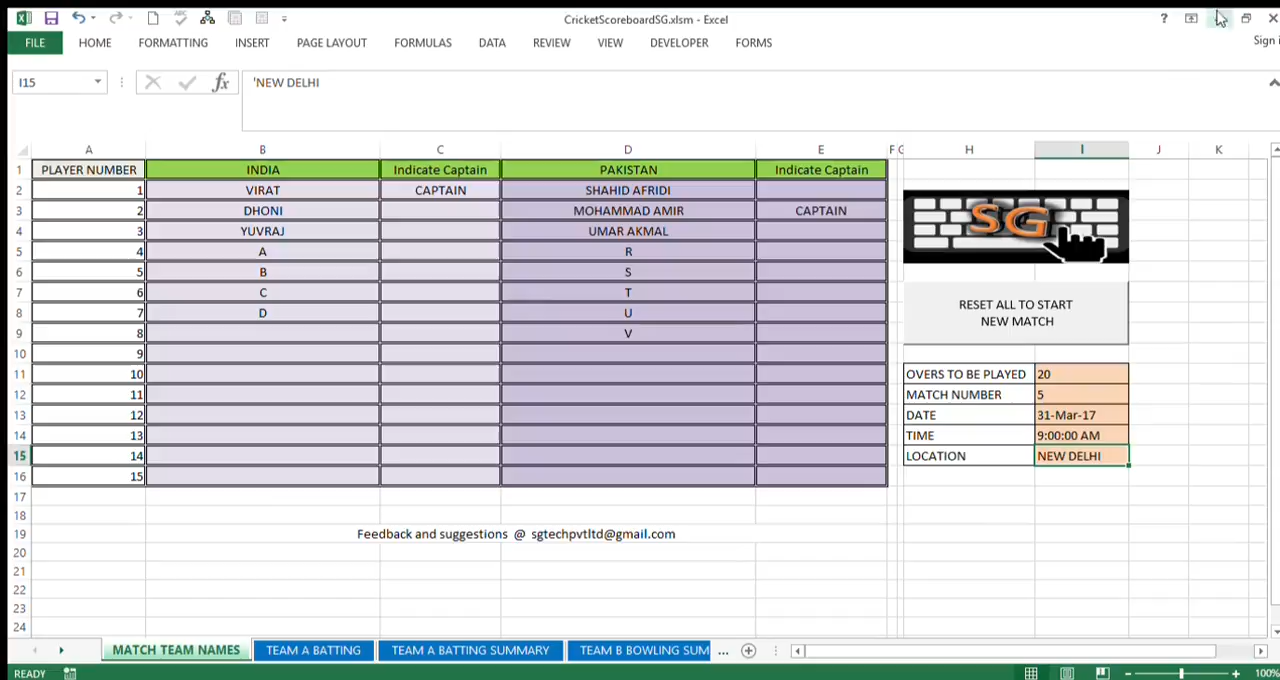 CricketScoreboardSG.xlsm - Excel
FILE HOME FORMATTING INSERT PAGE LAYOUT FORMULAS DATA REVIEW VIEW DEVELOPER FORMS Sign
I15 fx 'NEW DELHI
A B C D E F G H I J K
1 PLAYER NUMBER INDIA Indicate Captain PAKISTAN Indicate Captain
2 1 VIRAT CAPTAIN SHAHID AFRIDI
3 2 DHONI MOHAMMAD AMIR CAPTAIN
4 3 YUVRAJ UMAR AKMAL
SG
5 4 A R
6 5 B S
7 6 C T
8 7 D U
RESET ALL TO START
NEW MATCH
9 8 V
10 9
11 10 OVERS TO BE PLAYED 20
12 11 MATCH NUMBER 5
13 12 DATE 31-Mar-17
14 13 TIME 9:00:00 AM
15 14 LOCATION NEW DELHI
16 15
17
18
19 Feedback and suggestions @ sgtechpvtltd@gmail.com
20
21
22
23
24
MATCH TEAM NAMES TEAM A BATTING TEAM A BATTING SUMMARY TEAM B BOWLING SUM ...
READY 100%